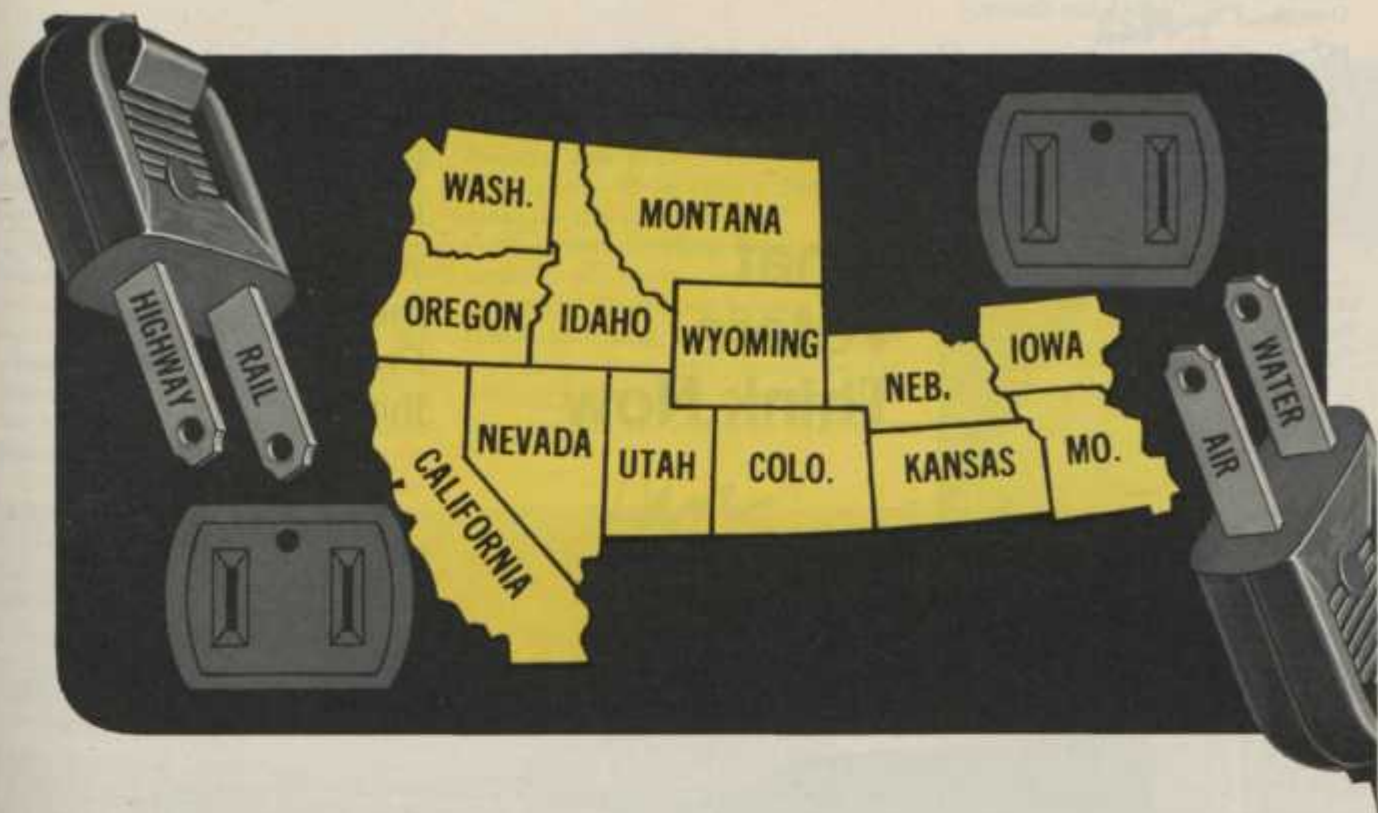 WASH.
MONTANA
OREGON
IDAHO
WYOMING
IOWA
NEB.
NEVADA
UTAH
COLO.
KANSAS
MO.
CALIFORNIA
HIGHWAY
RAIL
WATER
AIR